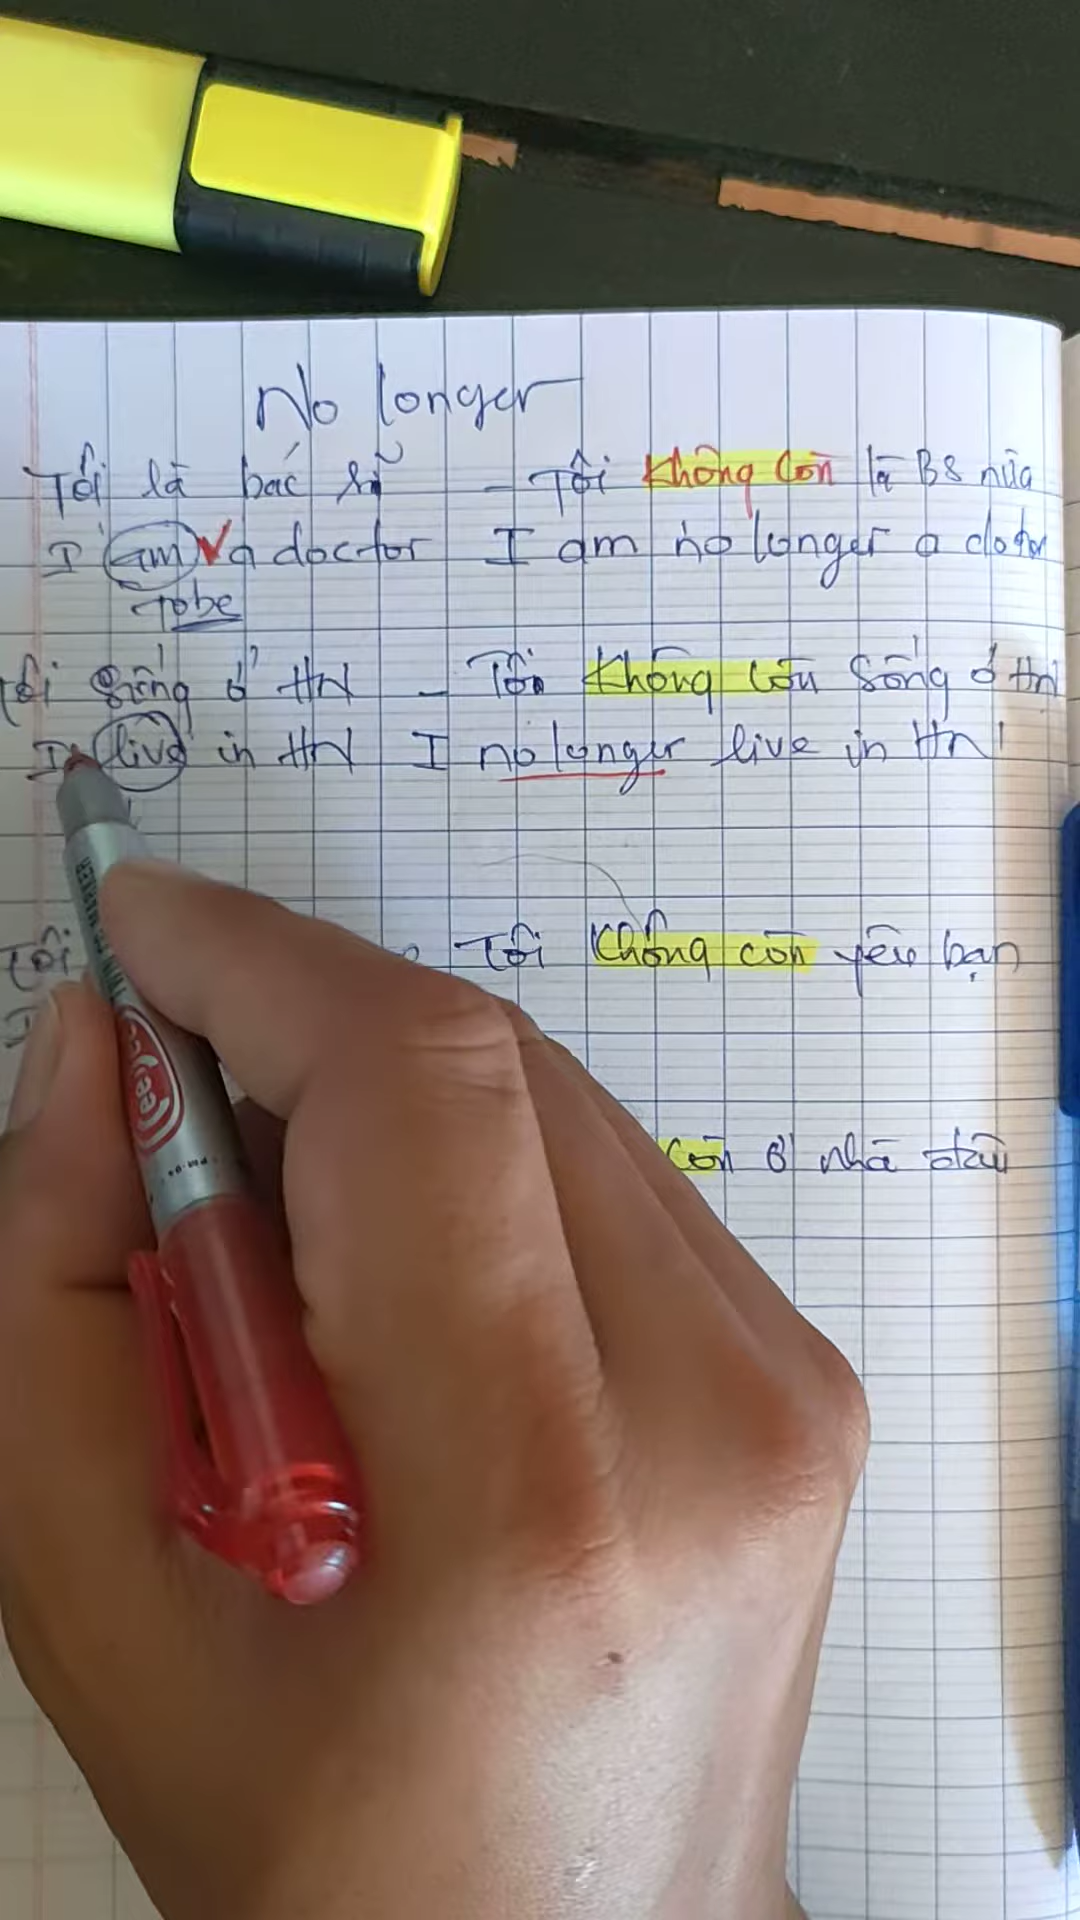 No longer
Tôi là bác sĩ - Tôi không còn là BS nữa
I am V a doctor I am no longer a doctor
Tobe
Tôi sống ở HN - Tôi không còn sống ở HN
I live in HN I no longer live in HN
Tôi Tôi không còn yêu bạn
còn ở nhà